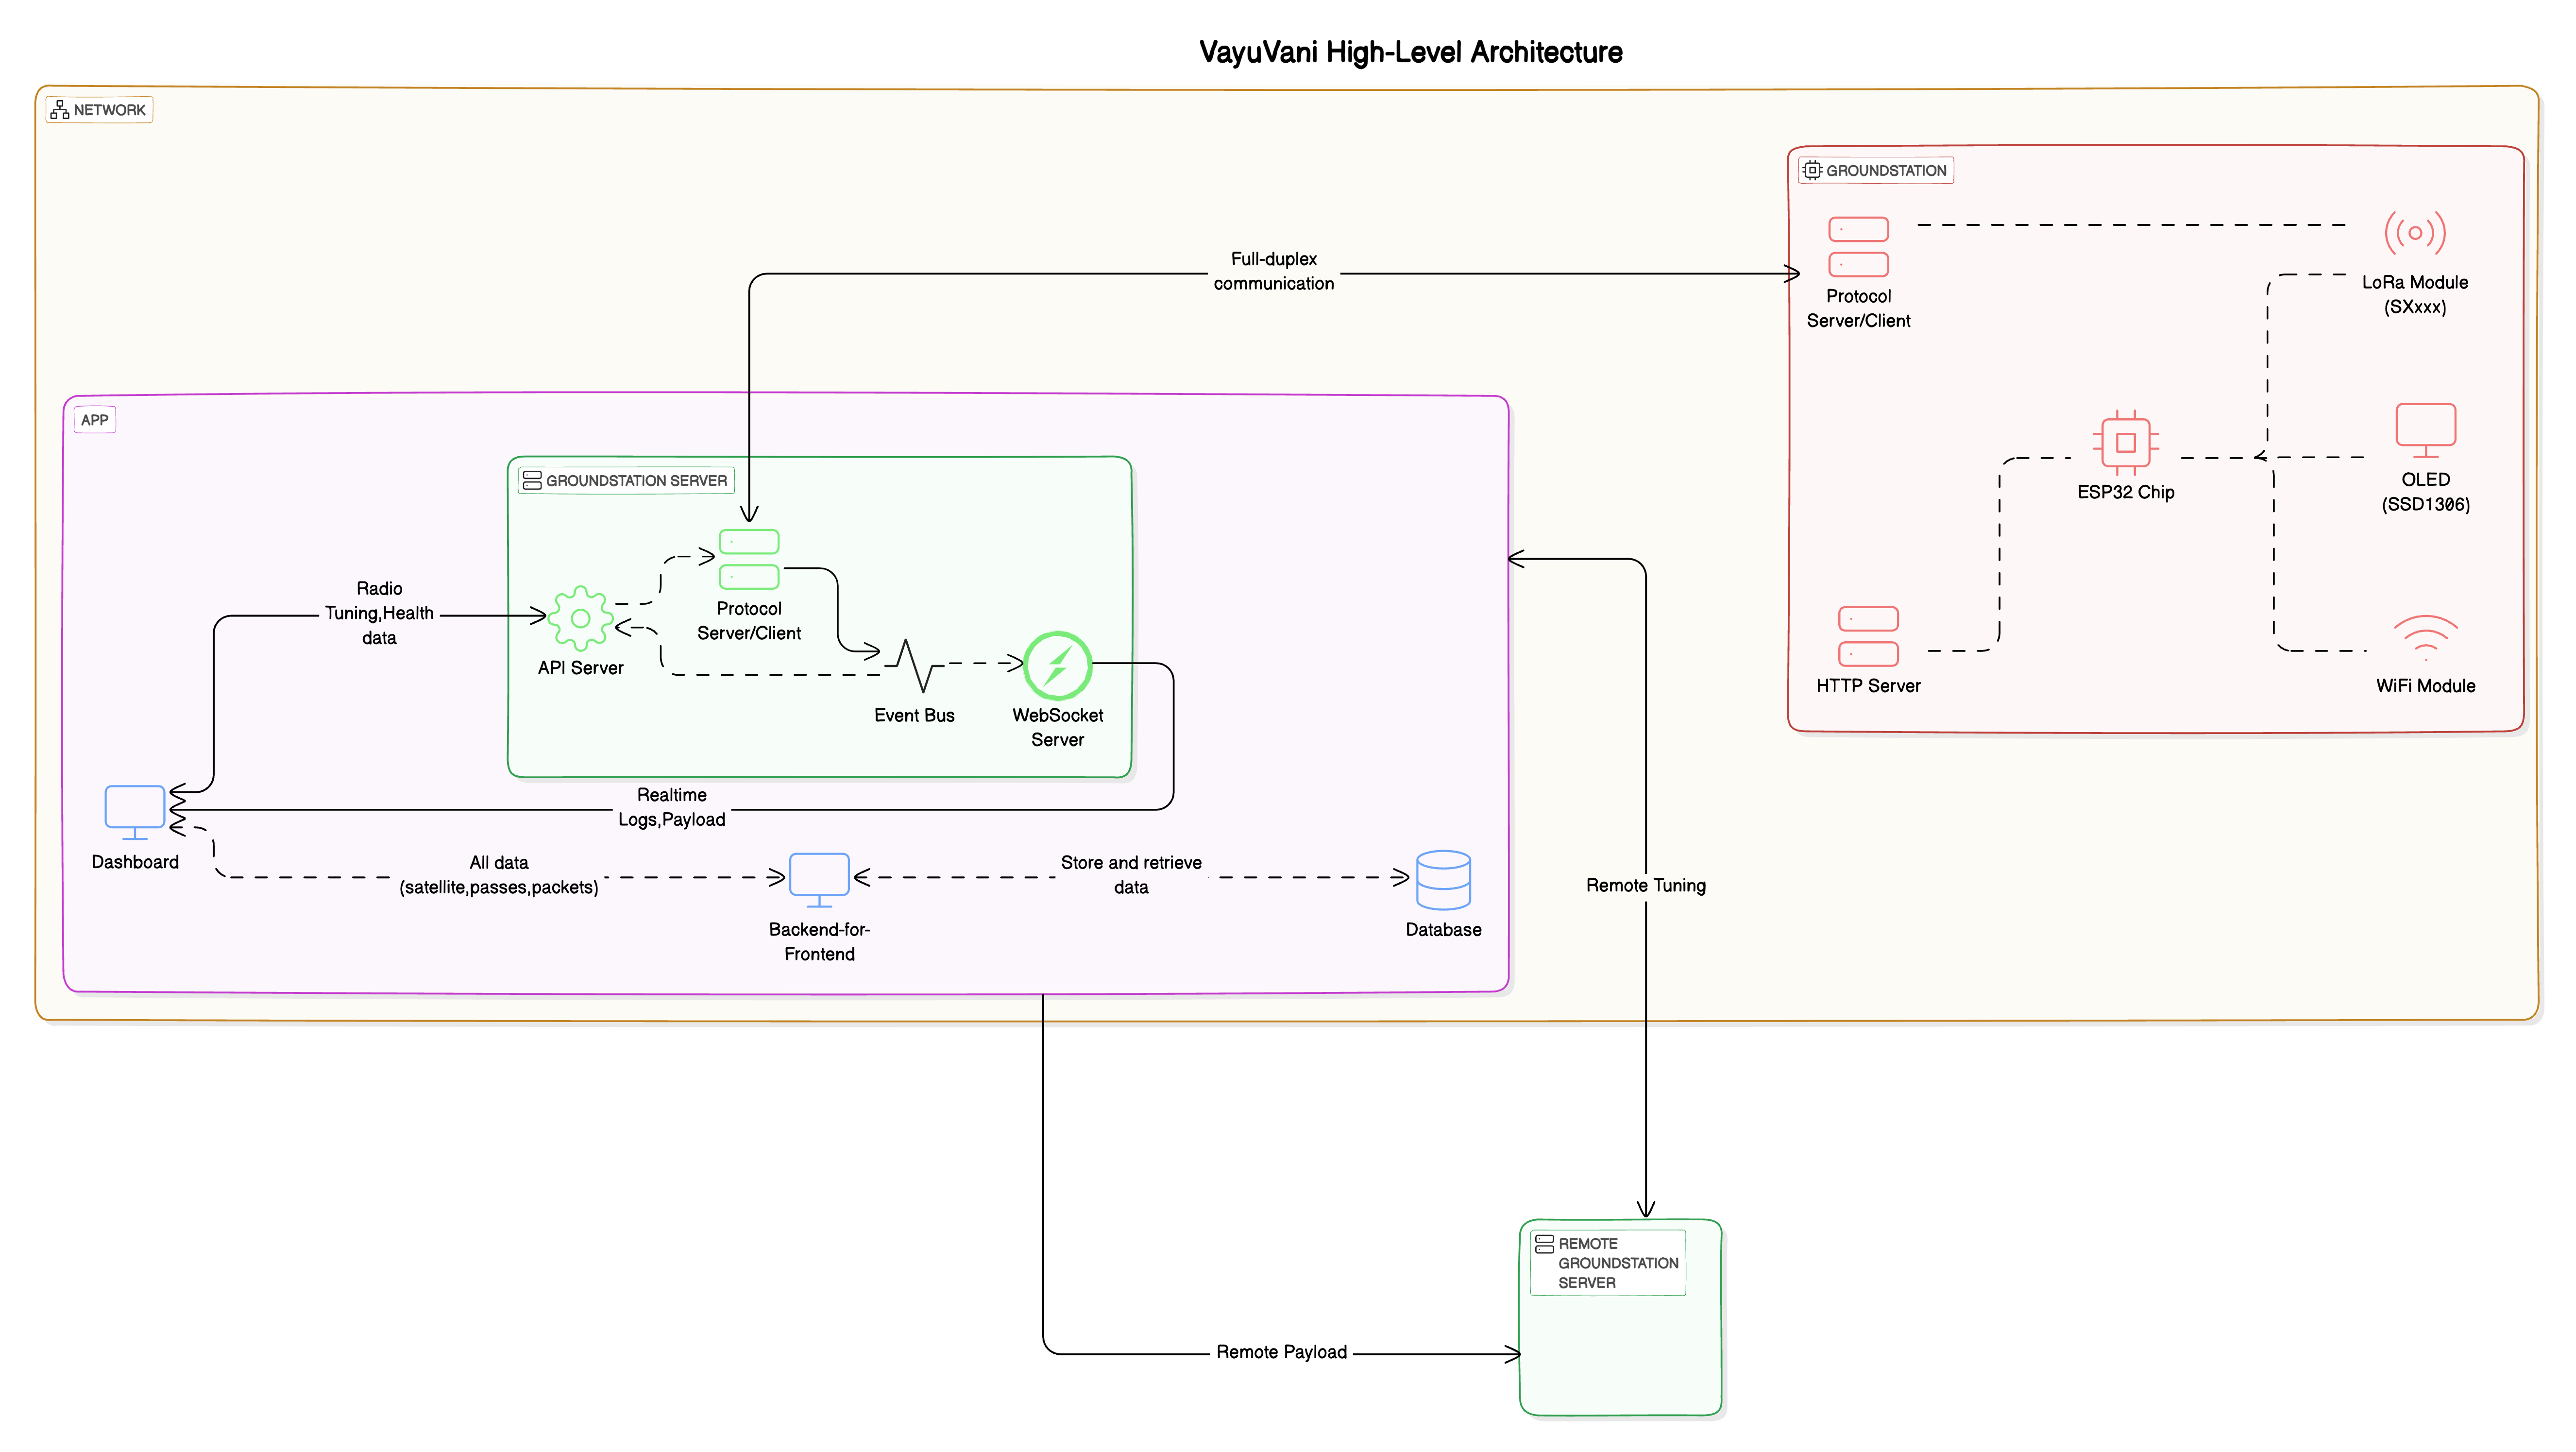 VayuVani High-Level Architecture
NETWORK
GROUNDSTATION
Protocol
Server/Client
LoRa Module
(SXxxx)
Full-duplex
communication
ESP32 Chip
OLED
(SSD1306)
HTTP Server
WiFi Module
APP
GROUNDSTATION SERVER
Radio
Tuning,Health
data
API Server
Protocol
Server/Client
Event Bus
WebSocket
Server
Realtime
Logs,Payload
Dashboard
All data
(satellite,passes,packets)
Backend-for-
Frontend
Store and retrieve
data
Database
Remote Tuning
REMOTE
GROUNDSTATION
SERVER
Remote Payload